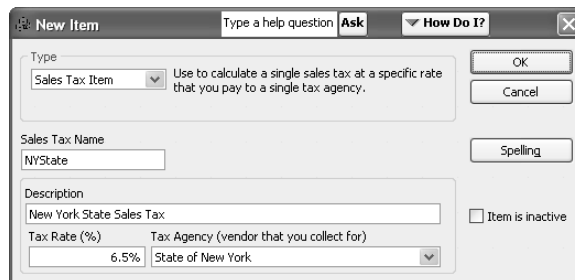 New Item
Type a help question Ask
How Do I?
Type
Sales Tax Item
Use to calculate a single sales tax at a specific rate
that you pay to a single tax agency.
OK
Cancel
Sales Tax Name
NYState
Spelling
Description
New York State Sales Tax
Item is inactive
Tax Rate (%) Tax Agency (vendor that you collect for)
6.5% State of New York